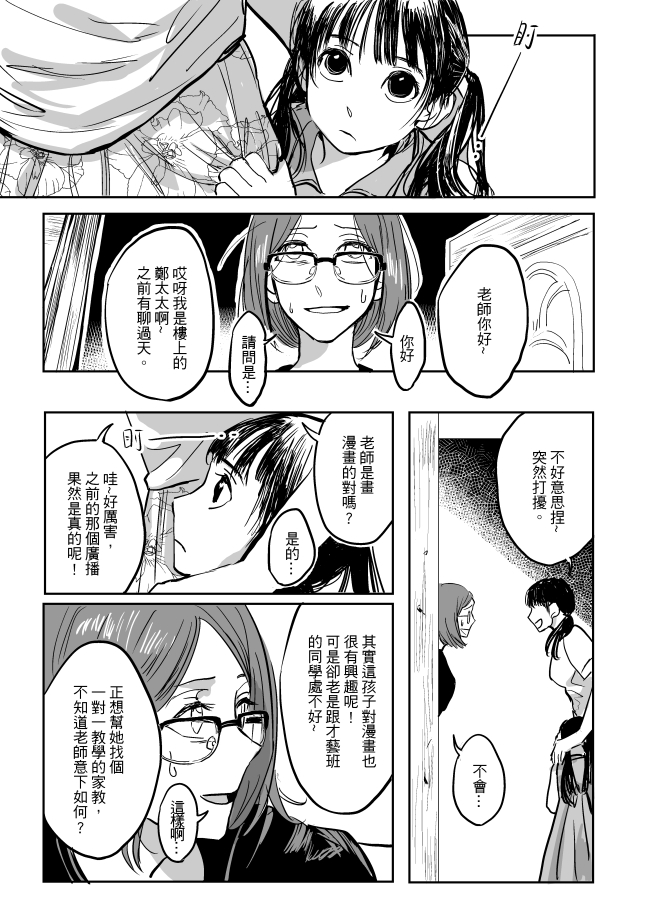 盯
老師你好~
你好
請問是…
哎呀我是樓上的
鄭太太啊~
之前有聊過天。
不好意思捏~
突然打擾。
不會…
老師是畫
漫畫的對嗎？
是的…
盯
哇~好厲害，
之前的那個廣播
果然是真的呢！
其實這孩子對漫畫也
很有興趣呢！
可是卻老是跟才藝班
的同學處不好~
正想幫她找個
一對一教學的家教，
不知道老師意下如何？
這樣啊…